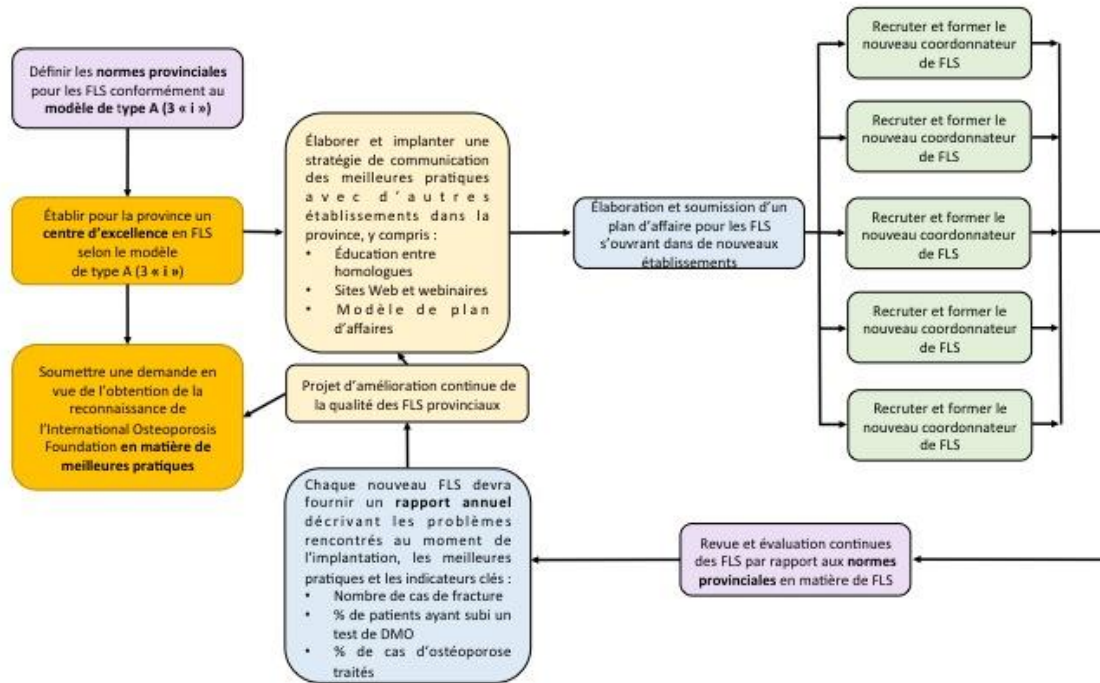 Définir les normes provinciales
pour les FLS conformément au
modèle de type A (3 « i »)
Établir pour la province un
centre d'excellence en FLS
selon le modèle
de type A (3 « i »)
Soumettre une demande en
vue de l'obtention de la
reconnaissance de
l'International Osteoporosis
Foundation en matière de
meilleures pratiques
Élaborer et implanter une
stratégie de communication
des meilleures pratiques
avec d'autres
établissements dans la
province, y compris :
• Éducation entre
homologues
• Sites Web et webinaires
• Modèle de plan
d'affaires
Projet d'amélioration continue de
la qualité des FLS provinciaux
Chaque nouveau FLS devra
fournir un rapport annuel
décrivant les problèmes
rencontrés au moment de
l'implantation, les meilleures
pratiques et les indicateurs clés :
• Nombre de cas de fracture
• % de patients ayant subi un
test de DMO
• % de cas d'ostéoporose
traités
Élaboration et soumission d'un
plan d'affaire pour les FLS
s'ouvrant dans de nouveaux
établissements
Recruter et former le
nouveau coordonnateur
de FLS
Recruter et former le
nouveau coordonnateur
de FLS
Recruter et former le
nouveau coordonnateur
de FLS
Recruter et former le
nouveau coordonnateur
de FLS
Recruter et former le
nouveau coordonnateur
de FLS
Revue et évaluation continues
des FLS par rapport aux normes
provinciales en matière de FLS